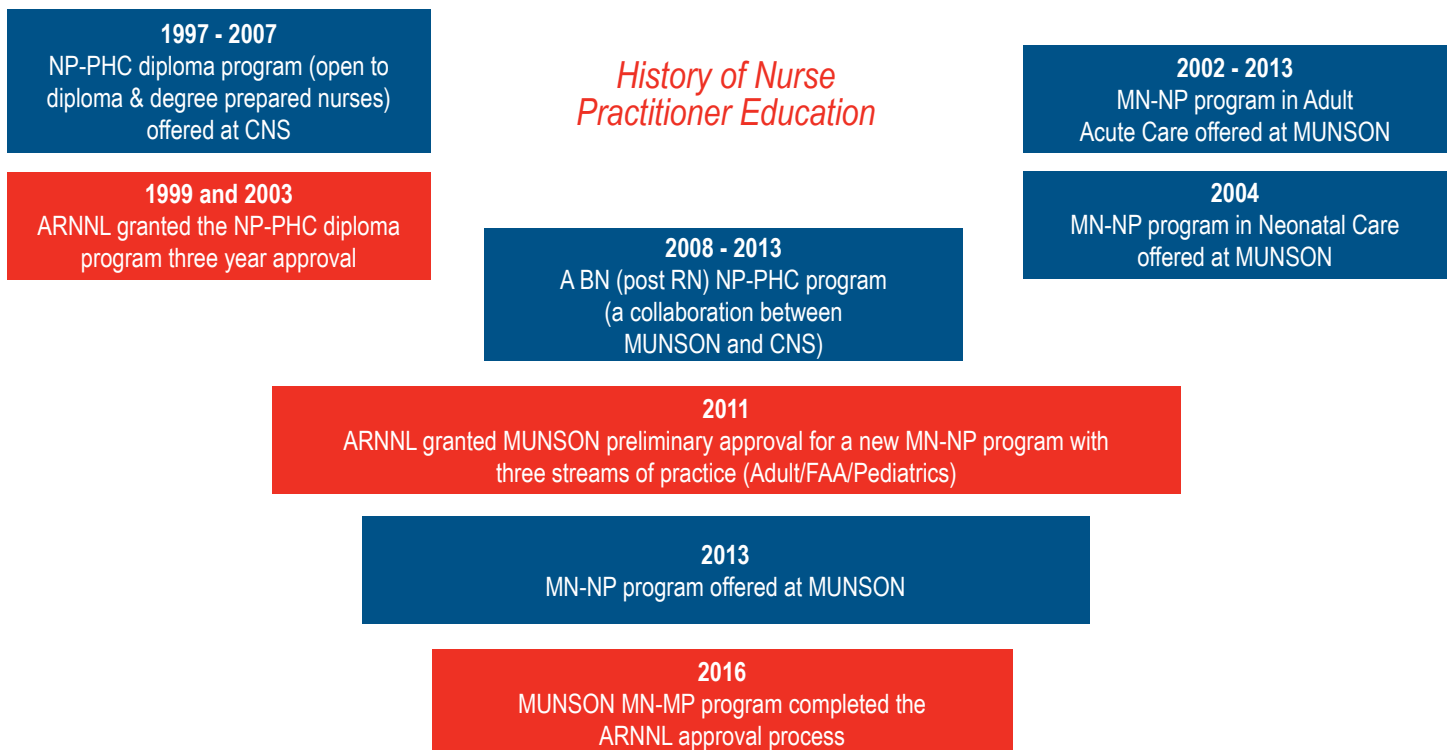 History of Nurse
Practitioner Education
1997 - 2007
NP-PHC diploma program (open to
diploma & degree prepared nurses)
offered at CNS
1999 and 2003
ARNNL granted the NP-PHC diploma
program three year approval
2002 - 2013
MN-NP program in Adult
Acute Care offered at MUNSON
2004
MN-NP program in Neonatal Care
offered at MUNSON
2008 - 2013
A BN (post RN) NP-PHC program
(a collaboration between
MUNSON and CNS)
2011
ARNNL granted MUNSON preliminary approval for a new MN-NP program with
three streams of practice (Adult/FAA/Pediatrics)
2013
MN-NP program offered at MUNSON
2016
MUNSON MN-MP program completed the
ARNNL approval process